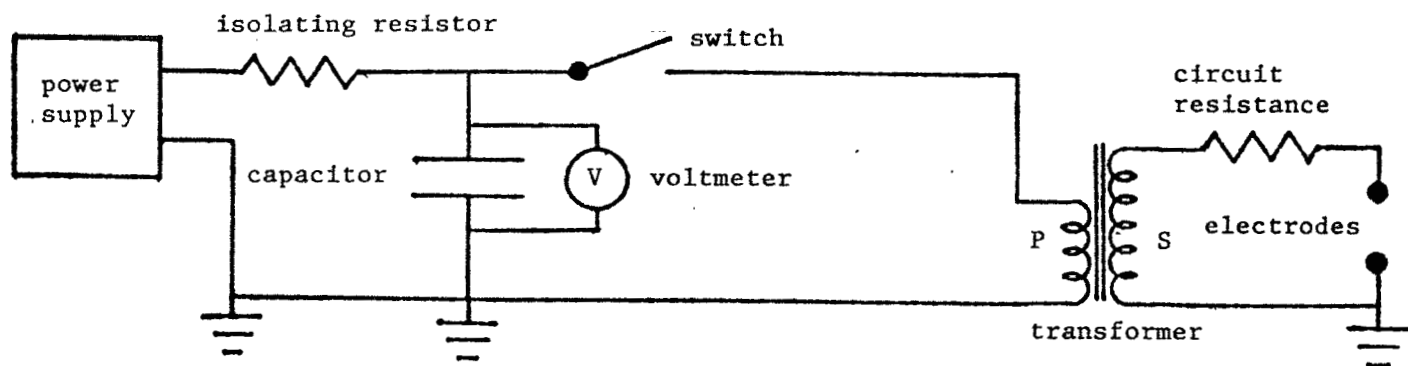 isolating resistor
switch
power
supply
circuit
resistance
capacitor
V
voltmeter
P
S
electrodes
transformer